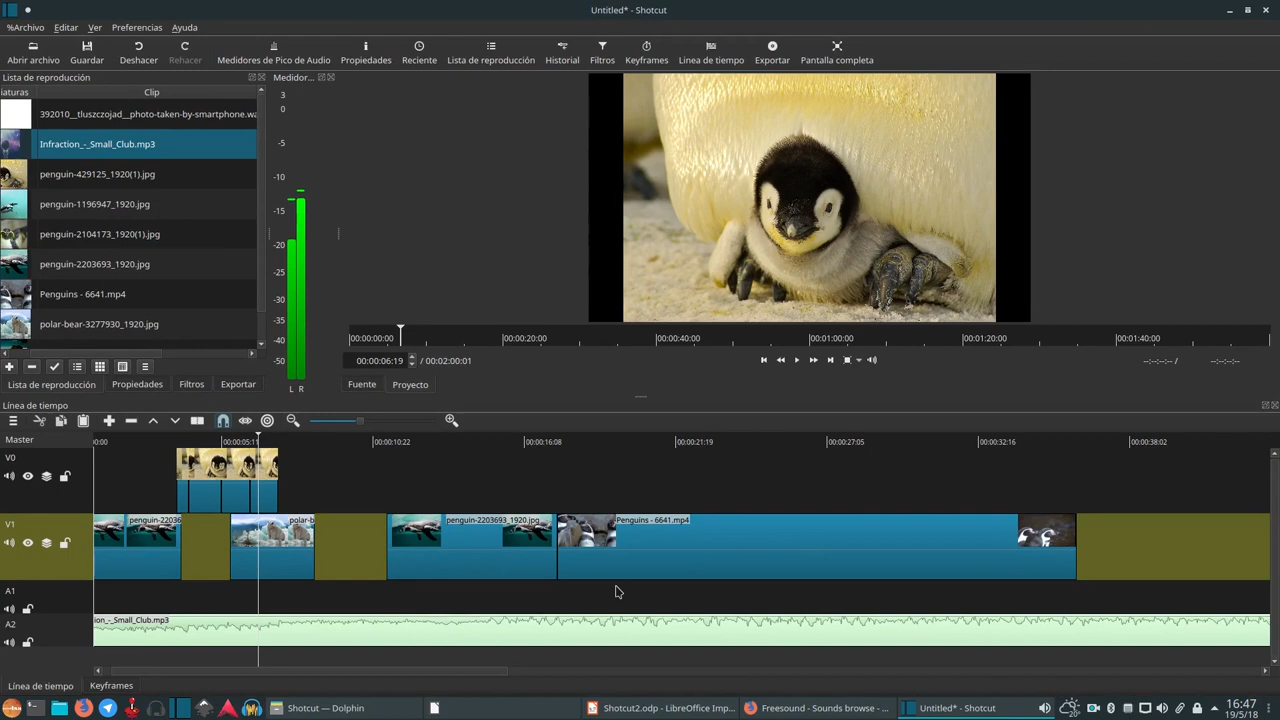 Untitled* - Shotcut
%Archivo Editar Ver Preferencias Ayuda
Abrir archivo Guardar Deshacer Rehacer Medidores de Pico de Audio Propiedades Reciente Lista de reproducción Historial Filtros Keyframes Linea de tiempo Exportar Pantalla completa
Lista de reproducción
Medidor...
iaturas Clip
392010__tluszczojad__photo-taken-by-smartphone.wa
Infraction_-_Small_Club.mp3
penguin-429125_1920(1).jpg
penguin-1196947_1920.jpg
penguin-2104173_1920(1).jpg
penguin-2203693_1920.jpg
Penguins - 6641.mp4
polar-bear-3277930_1920.jpg
3
0
-5
-10
-15
-20
-25
-30
-35
-40
-45
-50
L R
00:00:00:00 00:00:20:00 00:00:40:00 00:01:00:00 00:01:20:00 00:01:40:00
00:00:06:19 / 00:02:00:01 --:--:--:-- / --:--:--:--
Lista de reproducción Propiedades Filtros Exportar
Fuente Proyecto
Línea de tiempo
Master :00 00:00:05:11 00:00:10:22 00:00:16:08 00:00:21:19 00:00:27:05 00:00:32:16 00:00:38:02
V0
V1 penguin-22036 polar-b penguin-2203693_1920.jpg Penguins - 6641.mp4
A1
A2 ion_-_Small_Club.mp3
Línea de tiempo Keyframes
Shotcut — Dolphin Shotcut2.odp - LibreOffice Imp... Freesound - Sounds browse - ... Untitled* - Shotcut 20° 16:47
19/5/18